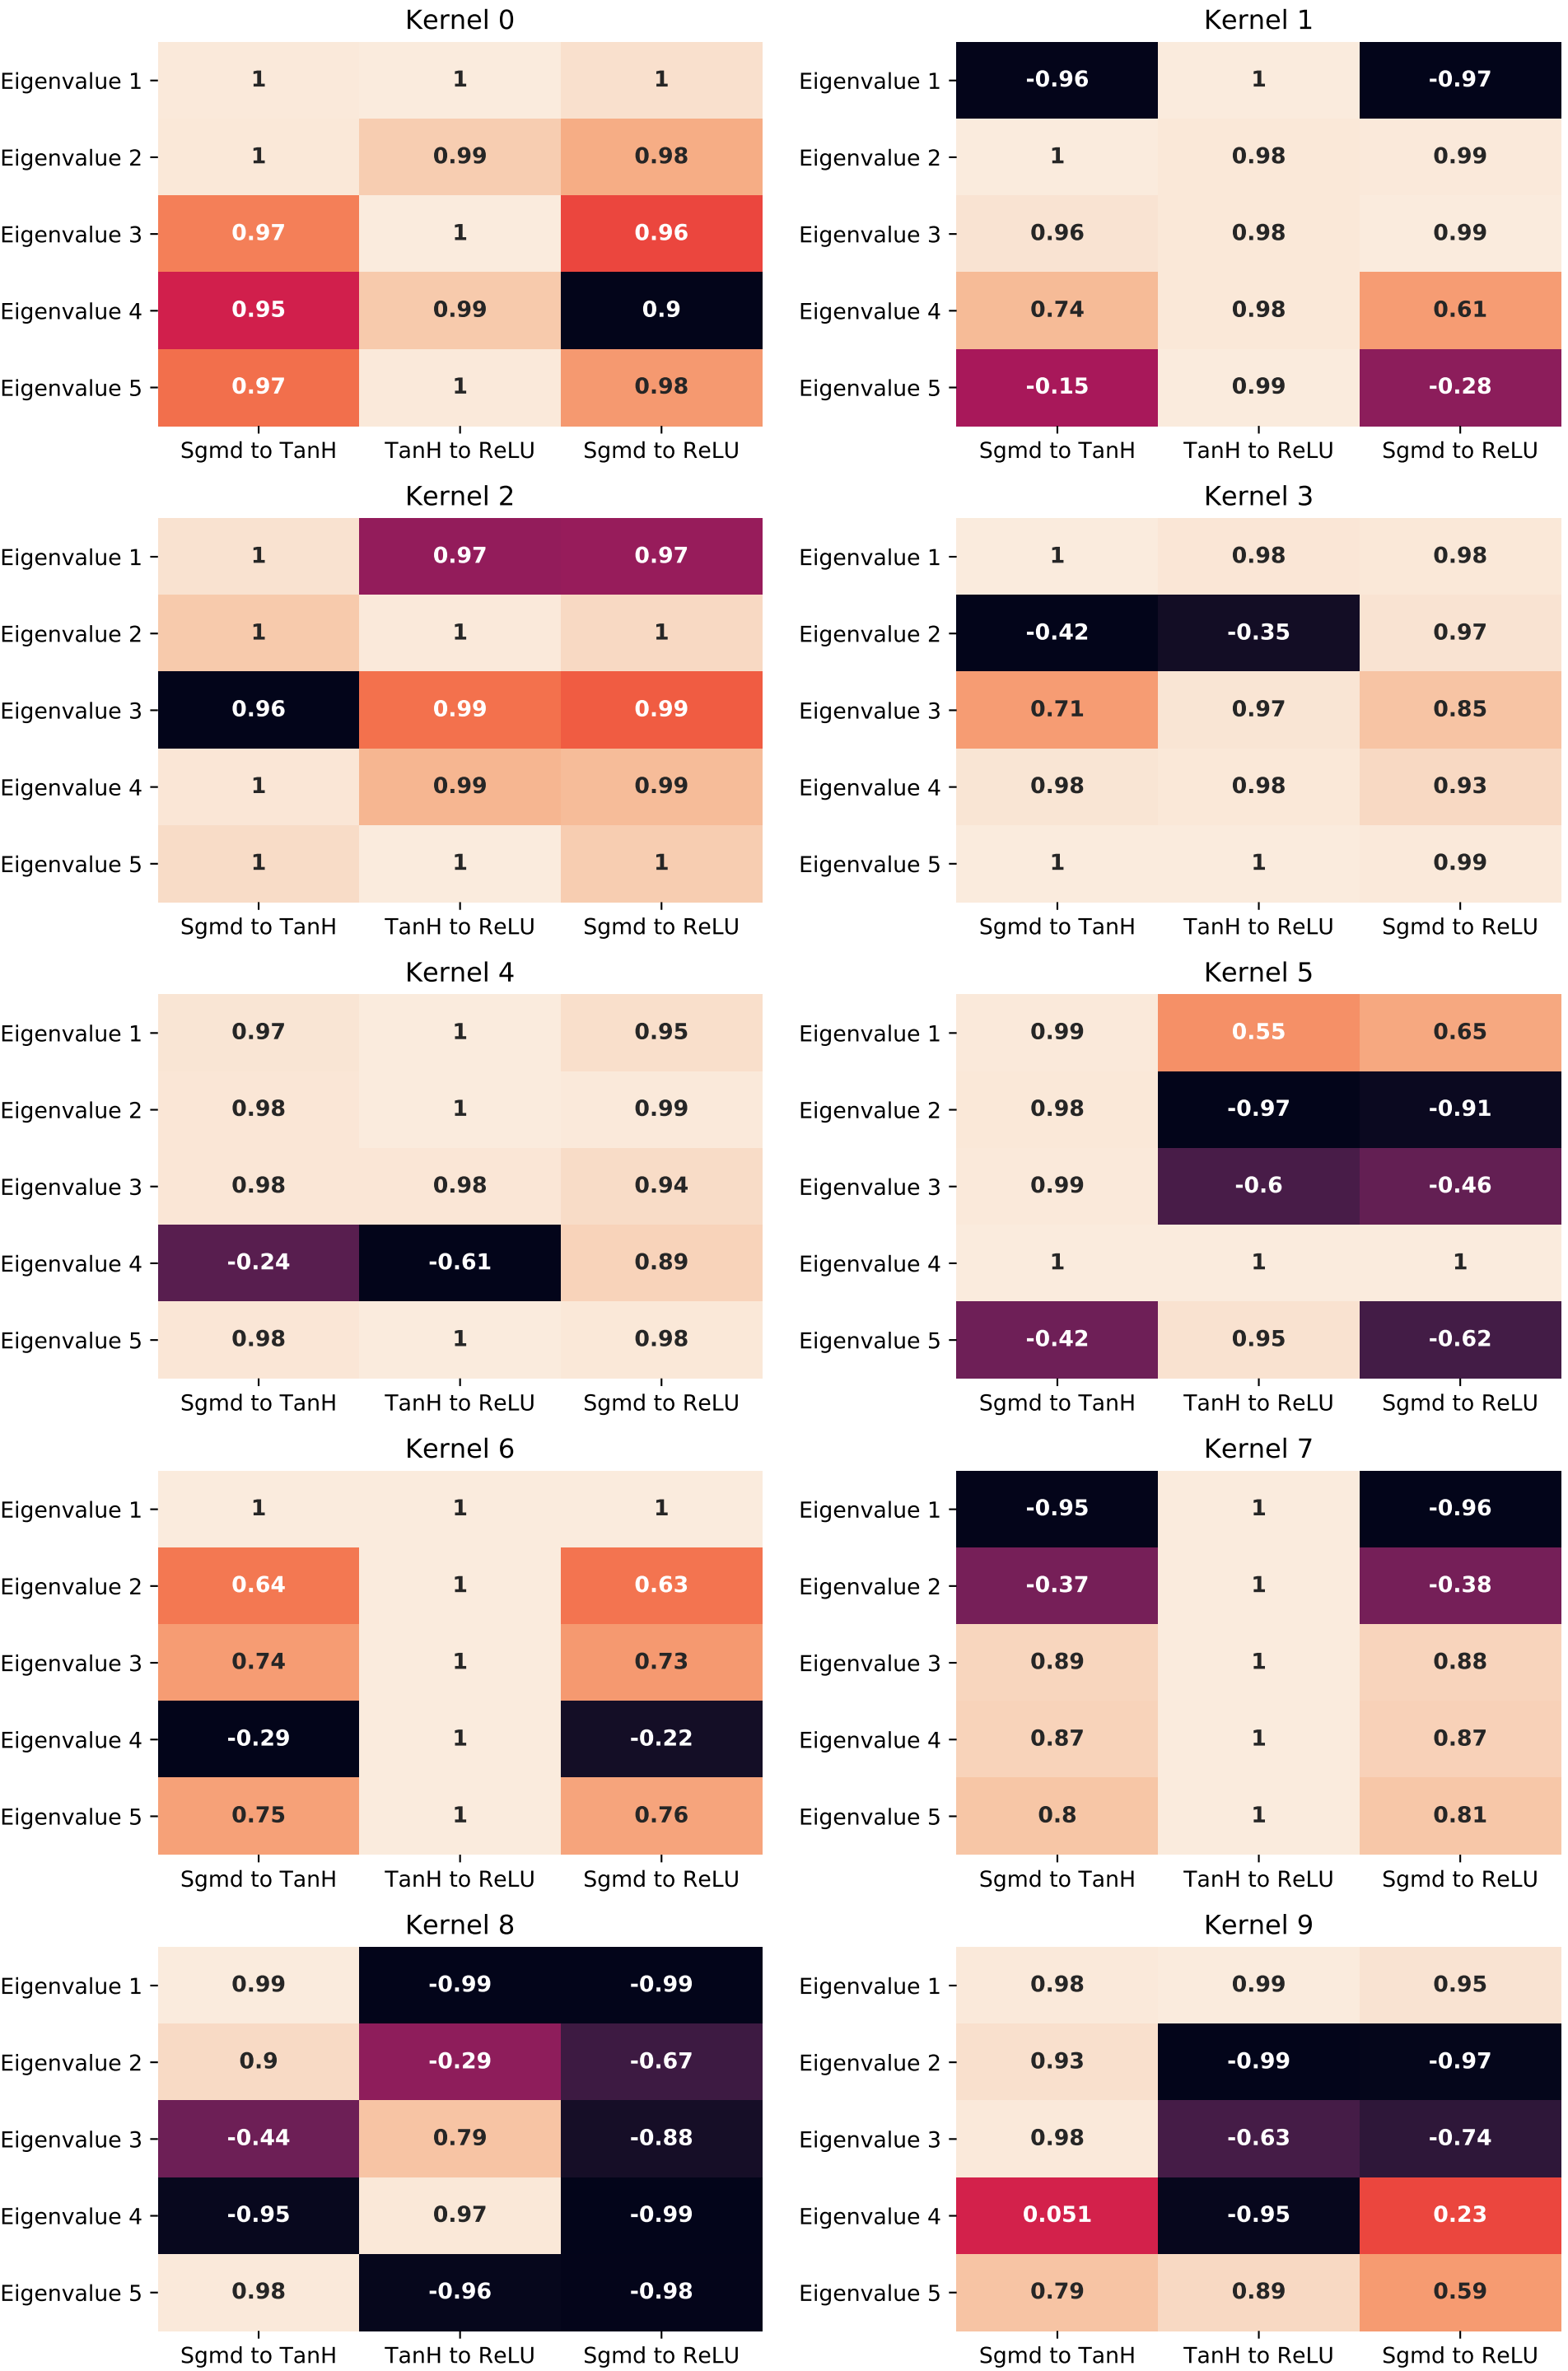 Kernel 0
Eigenvalue 1 1 1 1
Eigenvalue 2 1 0.99 0.98
Eigenvalue 3 0.97 1 0.96
Eigenvalue 4 0.95 0.99 0.9
Eigenvalue 5 0.97 1 0.98
Sgmd to TanH TanH to ReLU Sgmd to ReLU
Kernel 1
Eigenvalue 1 -0.96 1 -0.97
Eigenvalue 2 1 0.98 0.99
Eigenvalue 3 0.96 0.98 0.99
Eigenvalue 4 0.74 0.98 0.61
Eigenvalue 5 -0.15 0.99 -0.28
Sgmd to TanH TanH to ReLU Sgmd to ReLU
Kernel 2
Eigenvalue 1 1 0.97 0.97
Eigenvalue 2 1 1 1
Eigenvalue 3 0.96 0.99 0.99
Eigenvalue 4 1 0.99 0.99
Eigenvalue 5 1 1 1
Sgmd to TanH TanH to ReLU Sgmd to ReLU
Kernel 3
Eigenvalue 1 1 0.98 0.98
Eigenvalue 2 -0.42 -0.35 0.97
Eigenvalue 3 0.71 0.97 0.85
Eigenvalue 4 0.98 0.98 0.93
Eigenvalue 5 1 1 0.99
Sgmd to TanH TanH to ReLU Sgmd to ReLU
Kernel 4
Eigenvalue 1 0.97 1 0.95
Eigenvalue 2 0.98 1 0.99
Eigenvalue 3 0.98 0.98 0.94
Eigenvalue 4 -0.24 -0.61 0.89
Eigenvalue 5 0.98 1 0.98
Sgmd to TanH TanH to ReLU Sgmd to ReLU
Kernel 5
Eigenvalue 1 0.99 0.55 0.65
Eigenvalue 2 0.98 -0.97 -0.91
Eigenvalue 3 0.99 -0.6 -0.46
Eigenvalue 4 1 1 1
Eigenvalue 5 -0.42 0.95 -0.62
Sgmd to TanH TanH to ReLU Sgmd to ReLU
Kernel 6
Eigenvalue 1 1 1 1
Eigenvalue 2 0.64 1 0.63
Eigenvalue 3 0.74 1 0.73
Eigenvalue 4 -0.29 1 -0.22
Eigenvalue 5 0.75 1 0.76
Sgmd to TanH TanH to ReLU Sgmd to ReLU
Kernel 7
Eigenvalue 1 -0.95 1 -0.96
Eigenvalue 2 -0.37 1 -0.38
Eigenvalue 3 0.89 1 0.88
Eigenvalue 4 0.87 1 0.87
Eigenvalue 5 0.8 1 0.81
Sgmd to TanH TanH to ReLU Sgmd to ReLU
Kernel 8
Eigenvalue 1 0.99 -0.99 -0.99
Eigenvalue 2 0.9 -0.29 -0.67
Eigenvalue 3 -0.44 0.79 -0.88
Eigenvalue 4 -0.95 0.97 -0.99
Eigenvalue 5 0.98 -0.96 -0.98
Sgmd to TanH TanH to ReLU Sgmd to ReLU
Kernel 9
Eigenvalue 1 0.98 0.99 0.95
Eigenvalue 2 0.93 -0.99 -0.97
Eigenvalue 3 0.98 -0.63 -0.74
Eigenvalue 4 0.051 -0.95 0.23
Eigenvalue 5 0.79 0.89 0.59
Sgmd to TanH TanH to ReLU Sgmd to ReLU